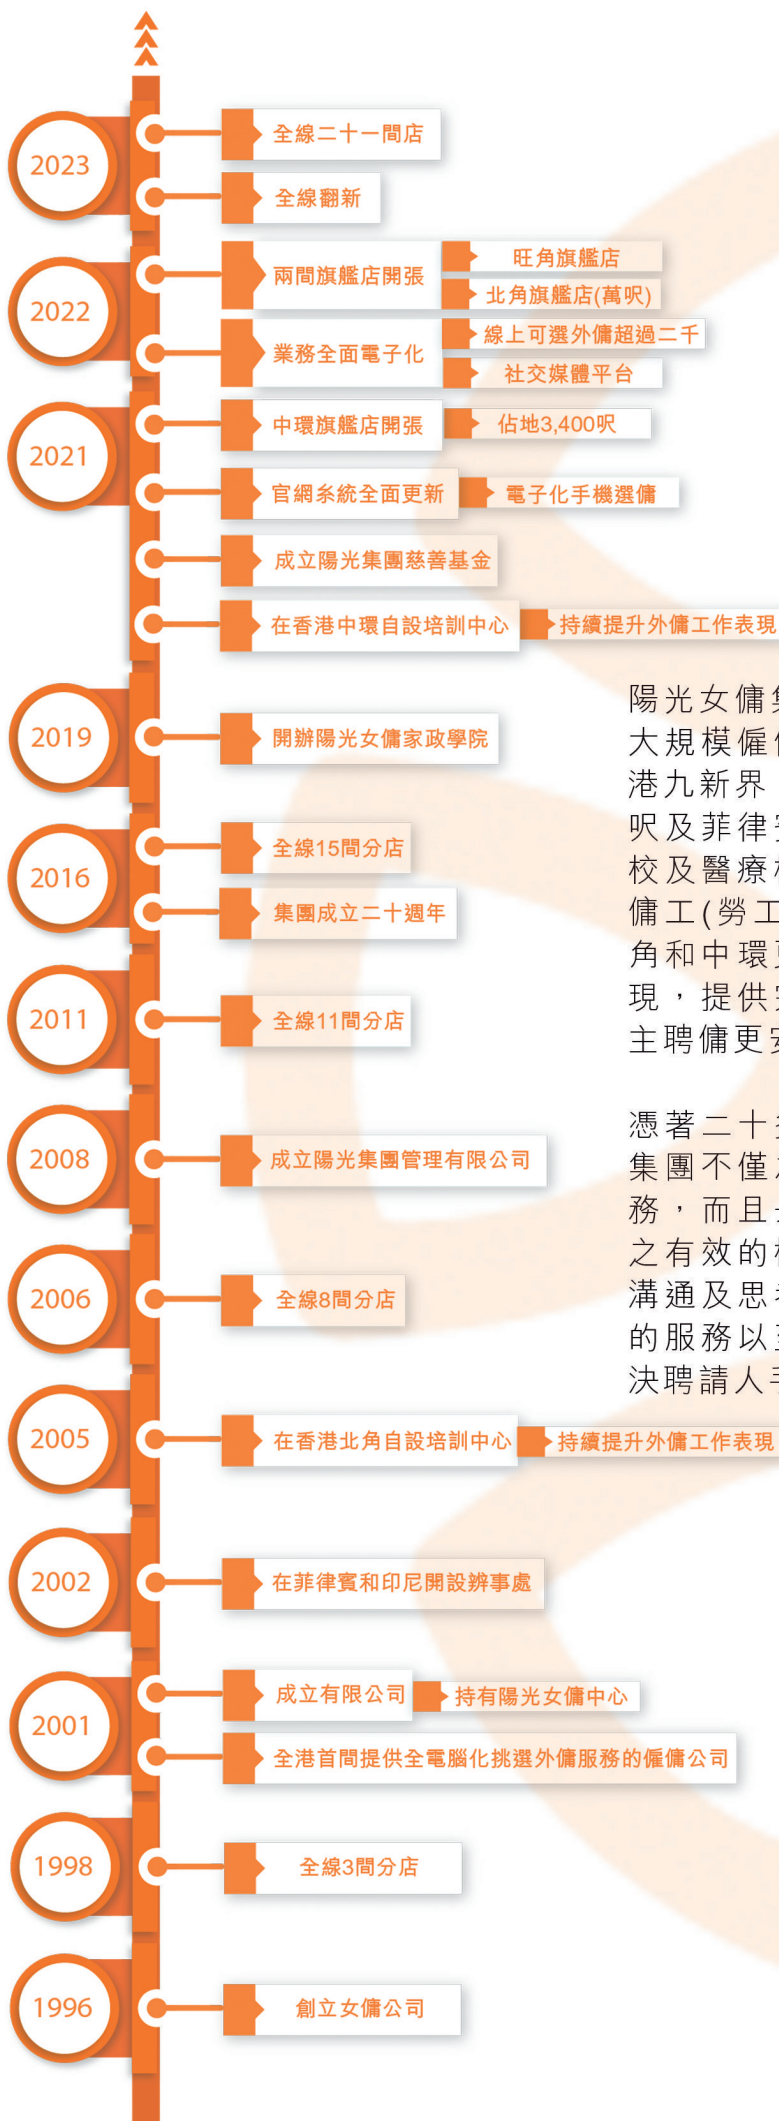 2023
全線二十一間店
全線翻新
2022
兩間旗艦店開張
旺角旗艦店
北角旗艦店(萬呎)
業務全面電子化
線上可選外傭超過二千
社交媒體平台
2021
中環旗艦店開張
佔地3,400呎
官網系統全面更新
電子化手機選傭
成立陽光集團慈善基金
在香港中環自設培訓中心
持續提升外傭工作表現
2019
開辦陽光女傭家政學院
2016
全線15間分店
集團成立二十週年
2011
全線11間分店
2008
成立陽光集團管理有限公司
2006
全線8間分店
2005
在香港北角自設培訓中心
持續提升外傭工作表現
2002
在菲律賓和印尼開設辨事處
2001
成立有限公司
持有陽光女傭中心
全港首間提供全電腦化挑選外傭服務的僱傭公司
1998
全線3間分店
1996
創立女傭公司
陽光女傭
大規模僱
港九新界
呎及菲律
校及醫療
傭工(勞工
角和中環
現，提供
主聘傭更
憑著二十
集團不僅
務，而且
之有效的
溝通及思
的服務以
決聘請人